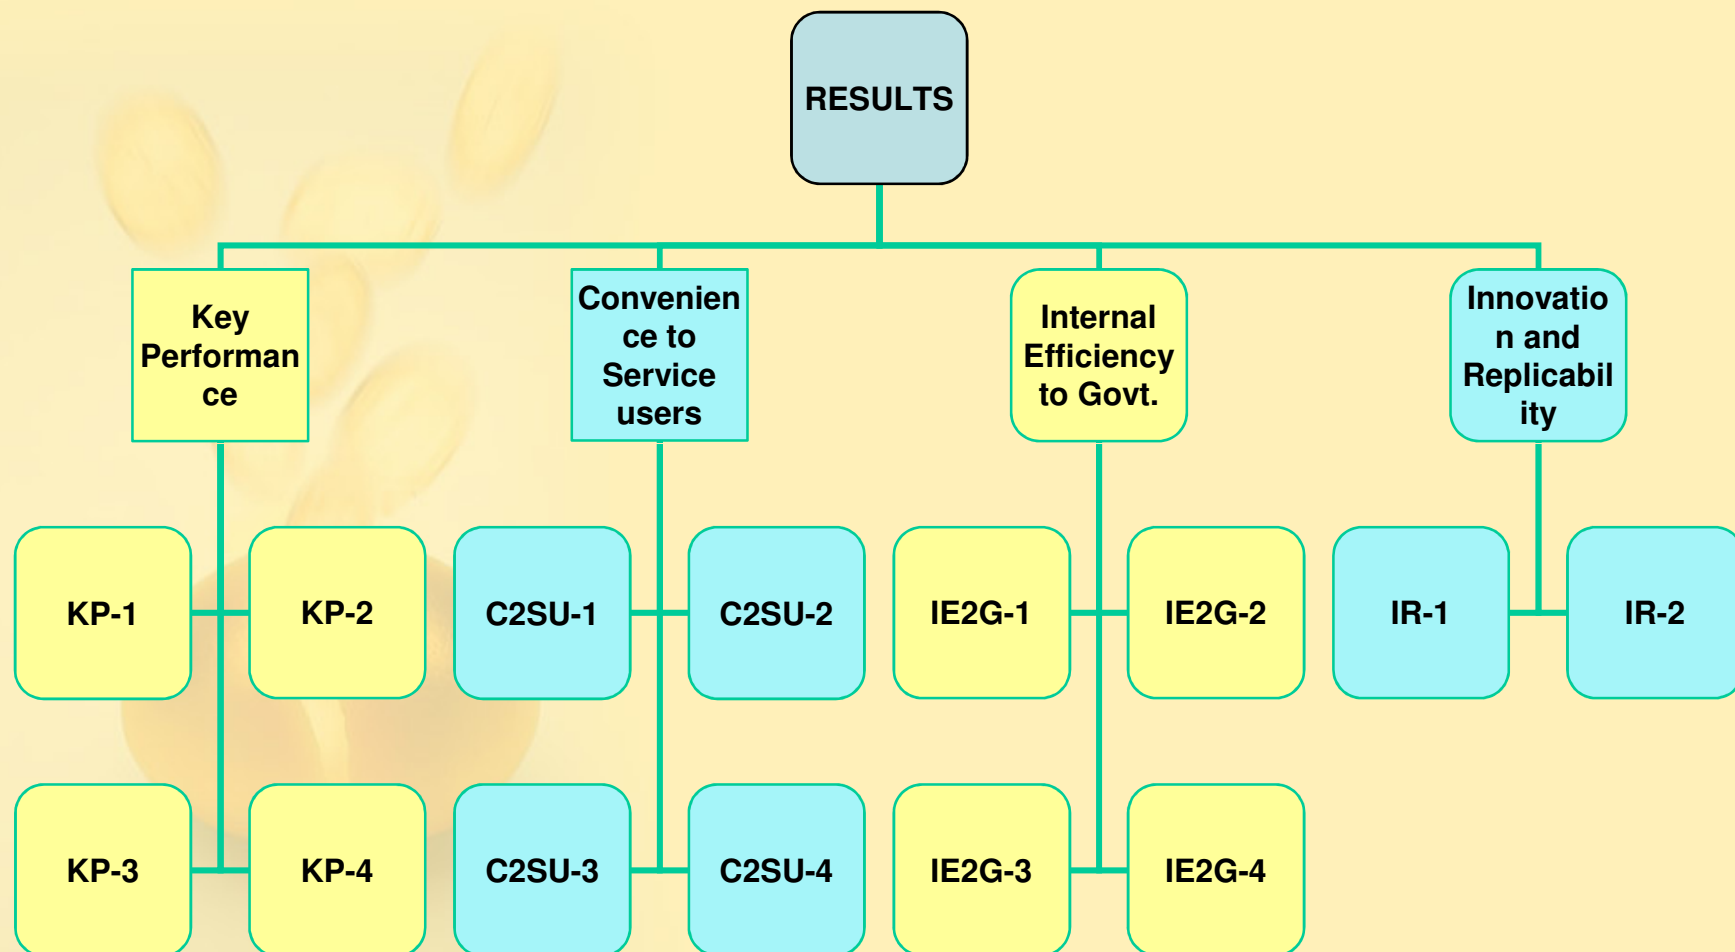 RESULTS
Key
Performan
ce
Convenien
ce to
Service
users
Internal
Efficiency
to Govt.
Innovatio
n and
Replicabil
ity
KP-1
KP-2
C2SU-1
C2SU-2
IE2G-1
IE2G-2
IR-1
IR-2
KP-3
KP-4
C2SU-3
C2SU-4
IE2G-3
IE2G-4